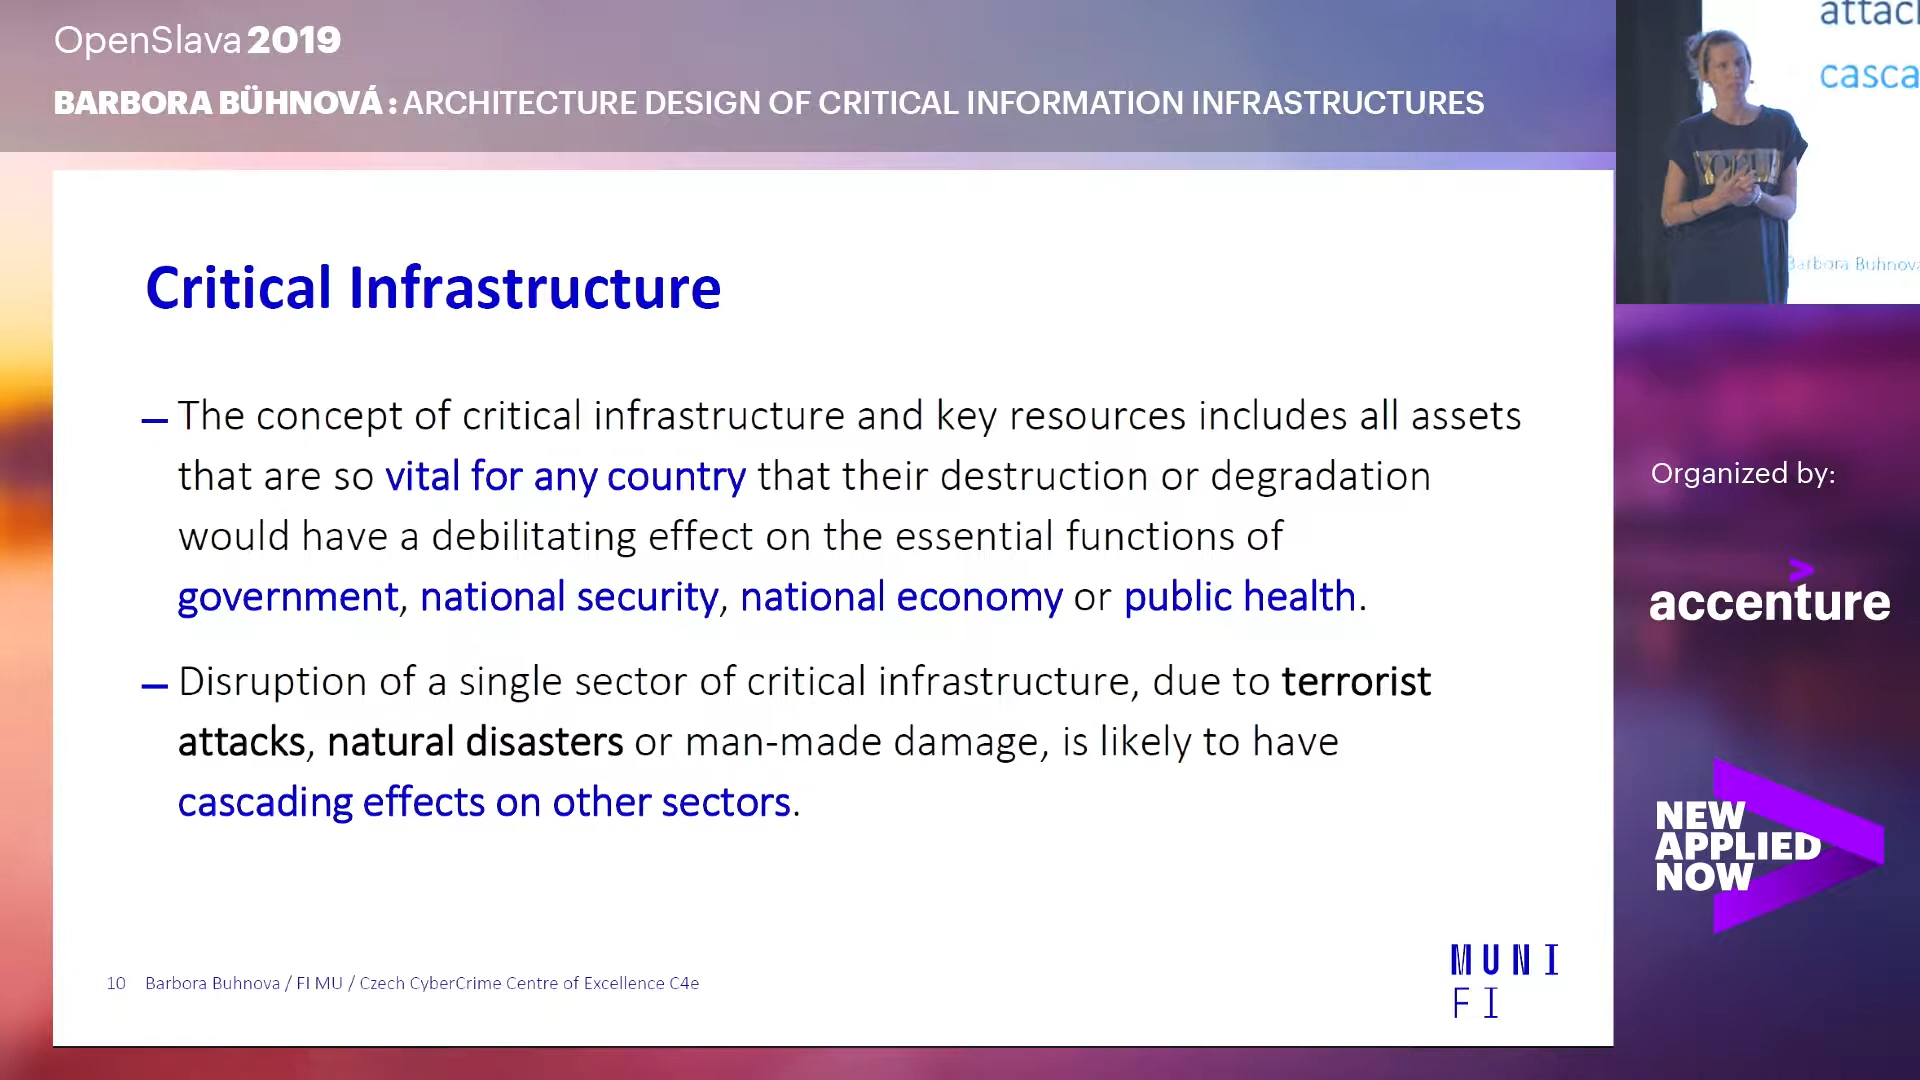 OpenSlava 2019
BARBORA BÜHNOVÁ : ARCHITECTURE DESIGN OF CRITICAL INFORMATION INFRASTRUCTURES
Critical Infrastructure
– The concept of critical infrastructure and key resources includes all assets
that are so vital for any country that their destruction or degradation
would have a debilitating effect on the essential functions of
government, national security, national economy or public health.
– Disruption of a single sector of critical infrastructure, due to terrorist
attacks, natural disasters or man-made damage, is likely to have
cascading effects on other sectors.
10 Barbora Buhnova / FI MU / Czech CyberCrime Centre of Excellence C4e
MUNI
FI
Barbora Buhnova
Organized by:
accenture
NEW
APPLIED
NOW